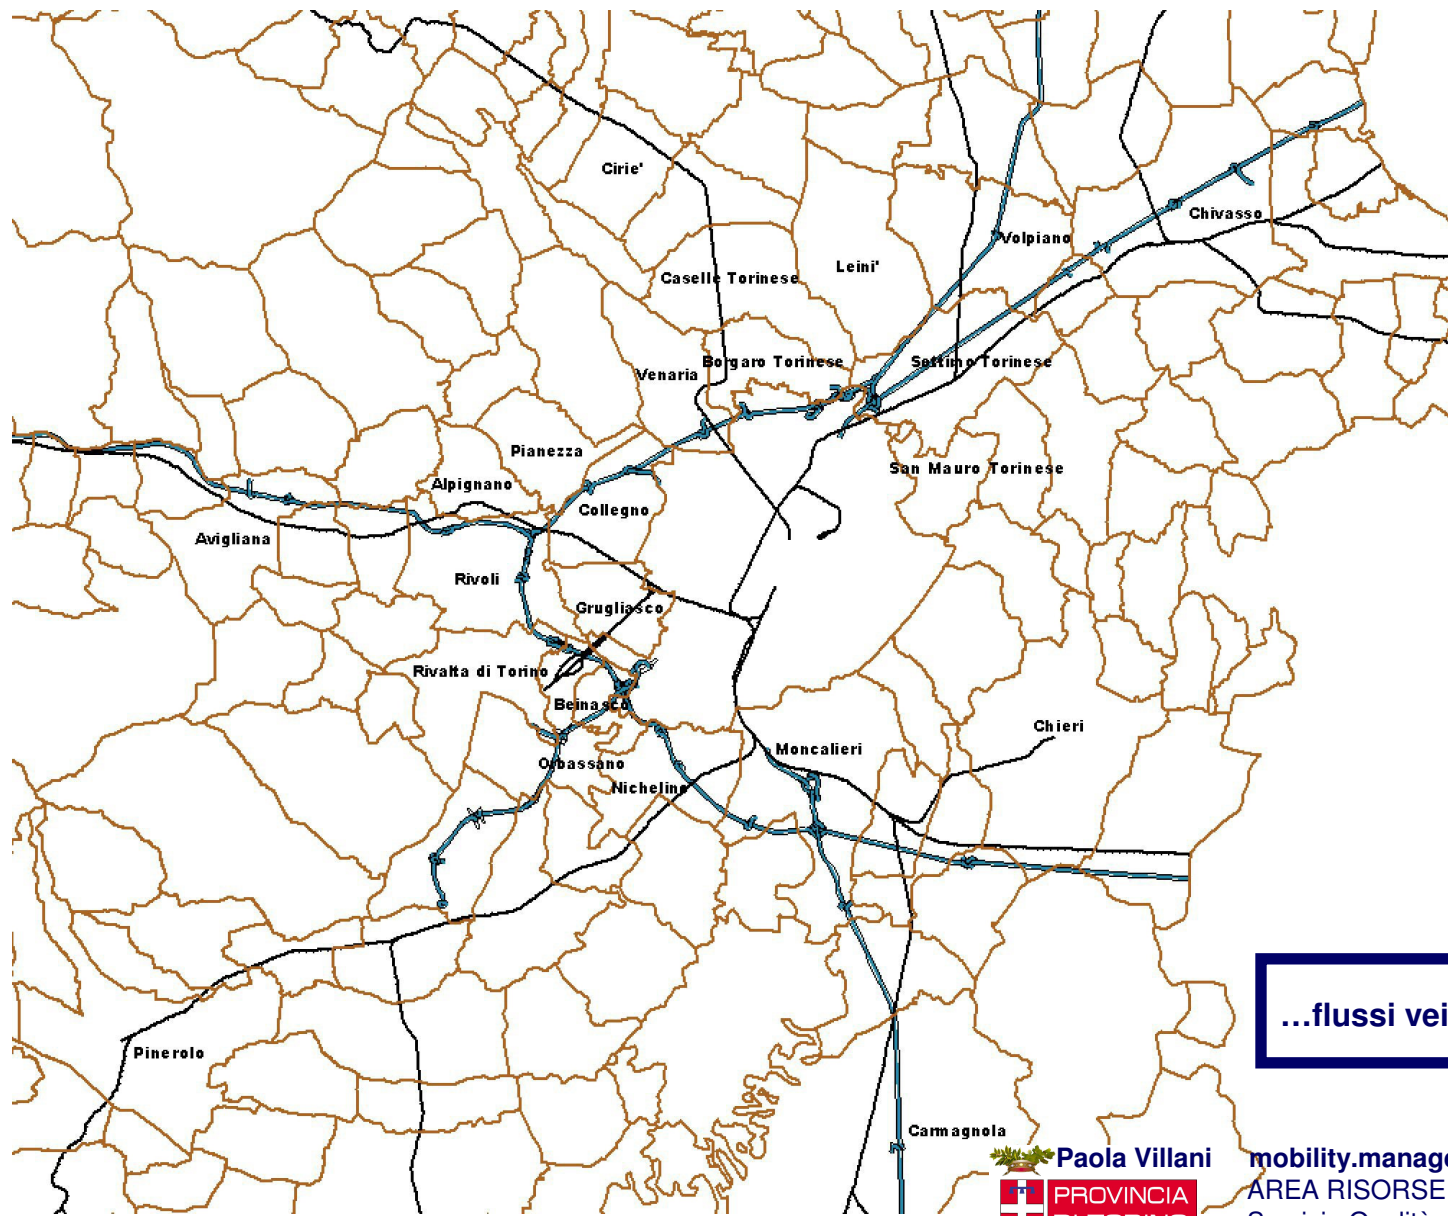 Cirie'
Chivasso
Volpiano
Leini'
Caselle Torinese
Borgaro Torinese
Settimo Torinese
Venaria
Pianezza
San Mauro Torinese
Alpignano
Collegno
Avigliana
Rivoli
Grugliasco
Rivalta di Torino
Beinasco
Chieri
Moncalieri
Orbassano
Nichelino
...flussi vei
Pinerolo
Carmagnola
Paola Villani mobility.manage
PROVINCIA
AREA RISORSE